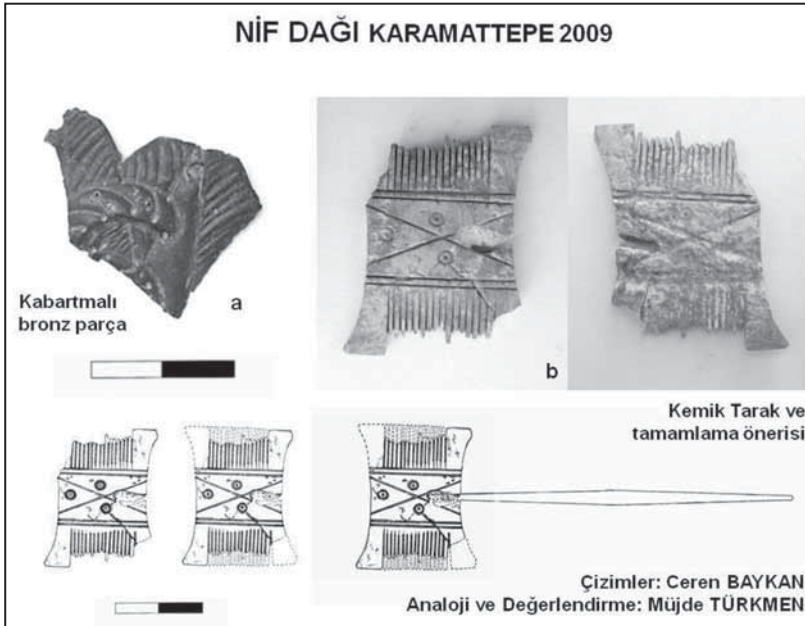 NİF DAĞI KARAMATTEPE 2009
Kabartmalı
bronz parça
a
b
Kemik Tarak ve
tamamlama önerisi
Çizimler: Ceren BAYKAN
Analoji ve Değerlendirme: Müjde TÜRKMEN